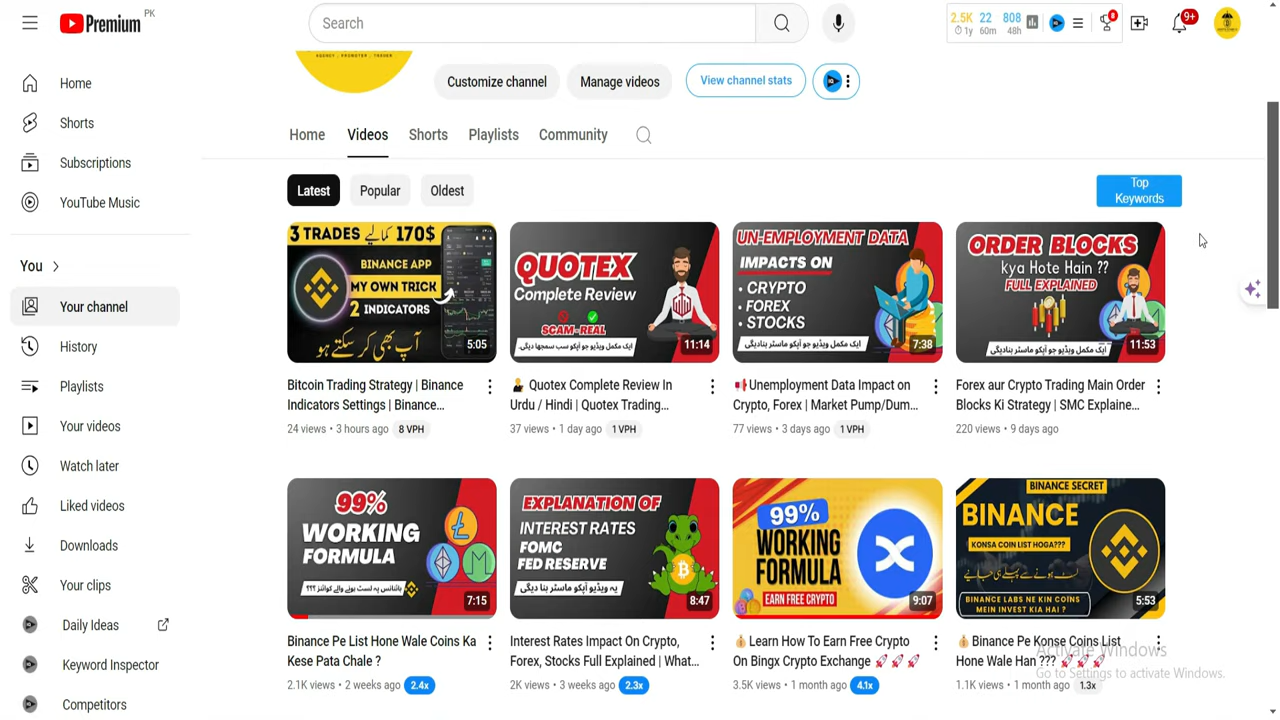 Premium
PK
Search
2.5K 22 808
1y 60m 48h
8
9+
AGENCY , PROMOTER , TRADER
Customize channel
Manage videos
View channel stats
IQ
Home
Videos
Shorts
Playlists
Community
Latest
Popular
Oldest
Top
Keywords
Home
Shorts
Subscriptions
YouTube Music
You
Your channel
History
Playlists
Your videos
Watch later
Liked videos
Downloads
Your clips
Daily Ideas
Keyword Inspector
Competitors
3 TRADES کمالیے 170$
BINANCE APP
MY OWN TRICK
2 INDICATORS
آپ بھی کر سکتے ہو
5:05
Bitcoin Trading Strategy | Binance
Indicators Settings | Binance...
24 views • 3 hours ago 8 VPH
QUOTEX
Complete Review
SCAM-REAL
ایک مکمل ویڈیو جو آپکو سب سمجھا دیگی.
11:14
Quotex Complete Review In
Urdu / Hindi | Quotex Trading...
37 views • 1 day ago 1 VPH
UN-EMPLOYMENT DATA
IMPACTS ON
• CRYPTO
• FOREX
• STOCKS
ایک مکمل ویڈیو جو آپکو ماسٹر بنادیگی.
7:38
Unemployment Data Impact on
Crypto, Forex | Market Pump/Dum...
77 views • 3 days ago 1 VPH
ORDER BLOCKS
kya Hote Hain ??
FULL EXPLAINED
ایک مکمل ویڈیو جو آپکو ماسٹر بنادیگی.
11:53
Forex aur Crypto Trading Main Order
Blocks Ki Strategy | SMC Explaine...
220 views • 9 days ago
99%
WORKING
FORMULA
بائنانس پہ لسٹ ہونے والے کوائنز ؟؟؟
7:15
Binance Pe List Hone Wale Coins Ka
Kese Pata Chale ?
2.1K views • 2 weeks ago 2.4x
EXPLANATION OF
INTEREST RATES
FOMC
FED RESERVE
یہ ویڈیو آپکو ماسٹر بنا دیگی
8:47
Interest Rates Impact On Crypto,
Forex, Stocks Full Explained | What...
2K views • 3 weeks ago 2.3x
99%
WORKING
FORMULA
EARN FREE CRYPTO
9:07
Learn How To Earn Free Crypto
On Bingx Crypto Exchange
3.5K views • 1 month ago 4.1x
BINANCE SECRET
BINANCE
KONSA COIN LIST HOGA???
لسٹ ہونے سے پہلے ہی جانیے
BINANCE LABS NE KIN COINS
MEIN INVEST KIA HAI ?
5:53
Binance Pe Konse Coins List
Hone Wale Han ???
1.1K views • 1 month ago 1.3x
Activate Windows
Go to Settings to activate Windows.